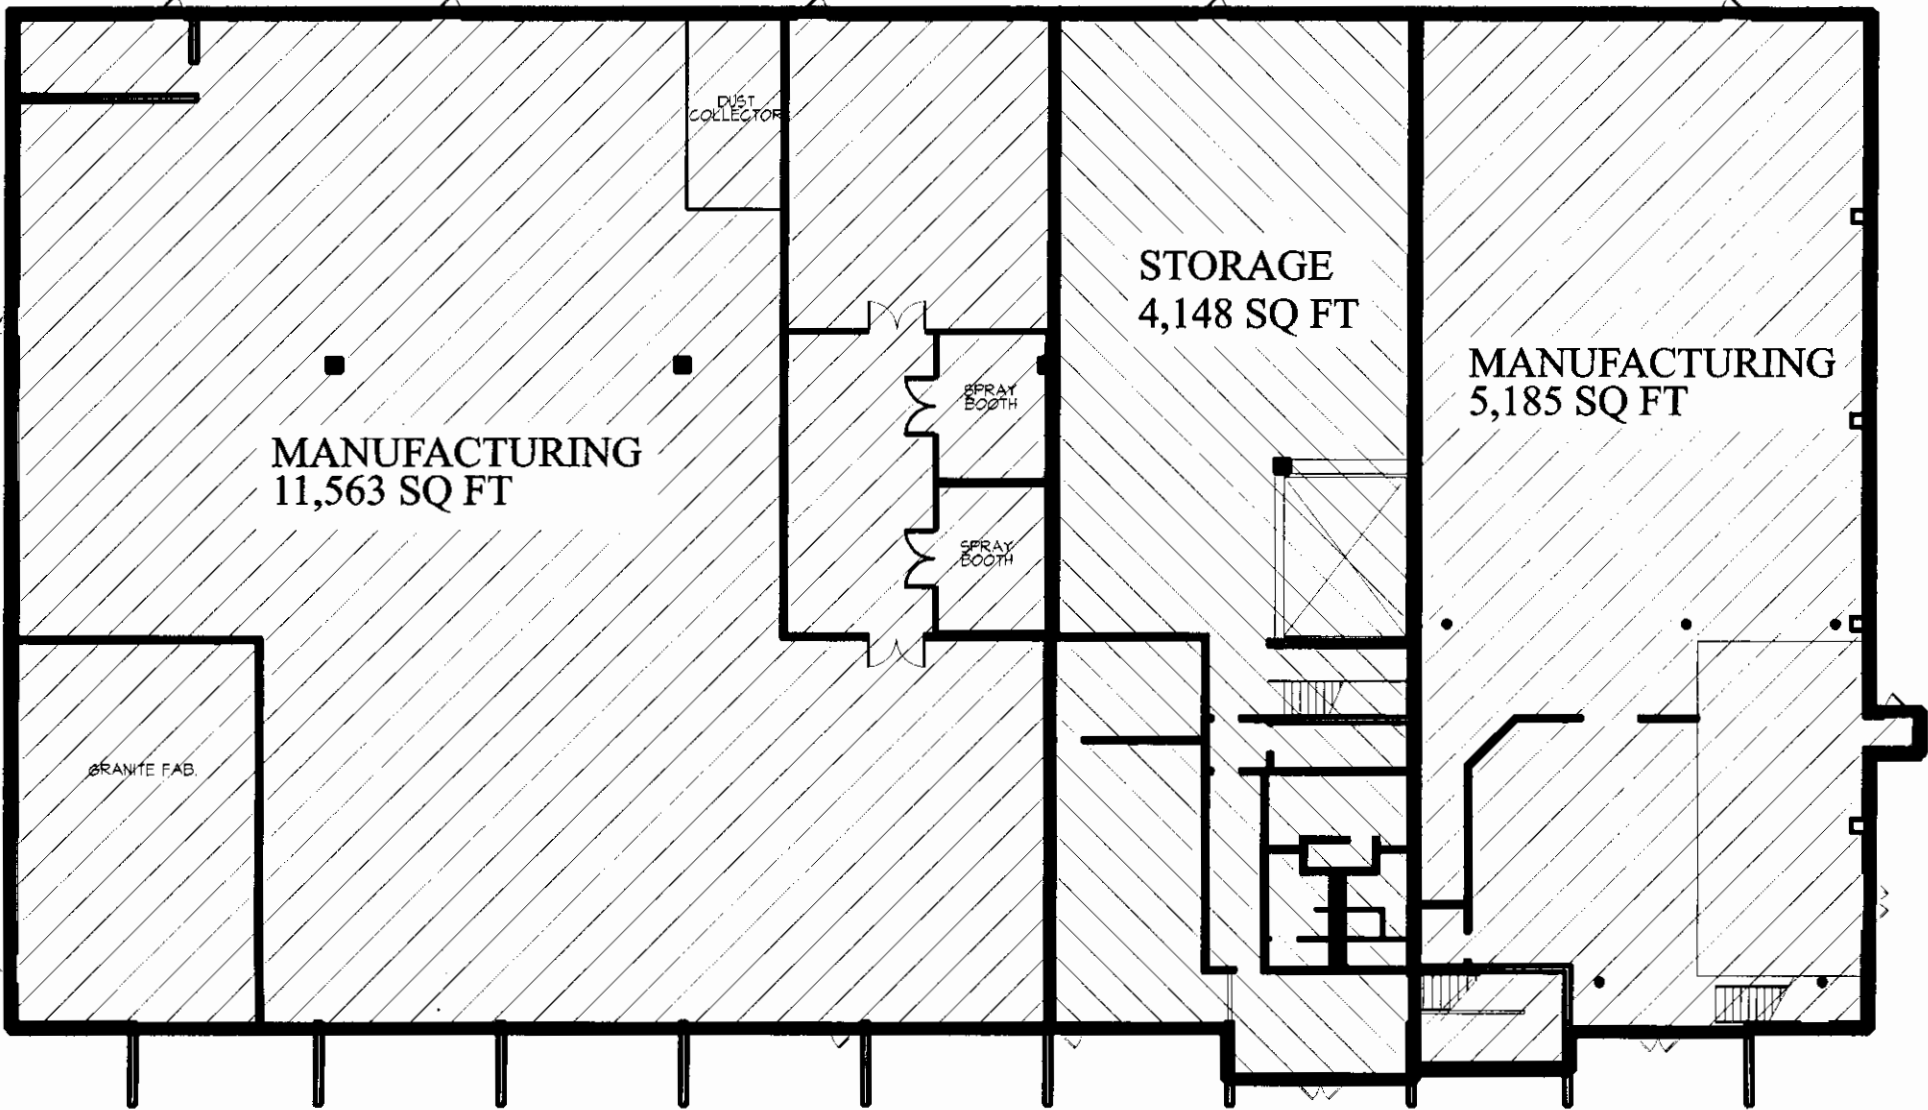 DUST
COLLECTOR
STORAGE
4,148 SQ FT
MANUFACTURING
5,185 SQ FT
SPRAY
BOOTH
MANUFACTURING
11,563 SQ FT
SPRAY
BOOTH
GRANITE FAB.